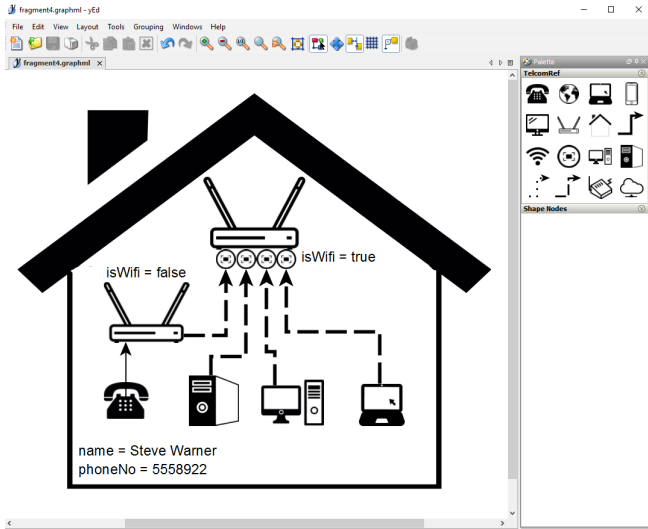 fragment4.graphml - yEd
File Edit View Layout Tools Grouping Windows Help
fragment4.graphml
Palette
TelcomRef
Shape Nodes
isWifi = true
isWifi = false
name = Steve Warner
phoneNo = 5558922